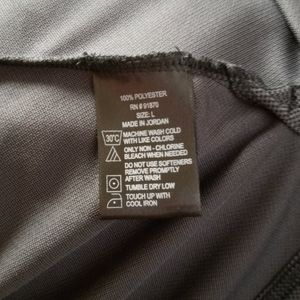 100% POLYESTER
RN # 91870
SIZE: L
MADE IN JORDAN
30°C MACHINE WASH COLD
WITH LIKE COLORS
ONLY NON - CHLORINE
BLEACH WHEN NEEDED
DO NOT USE SOFTENERS
REMOVE PROMPTLY
AFTER WASH
TUMBLE DRY LOW
TOUCH UP WITH
COOL IRON